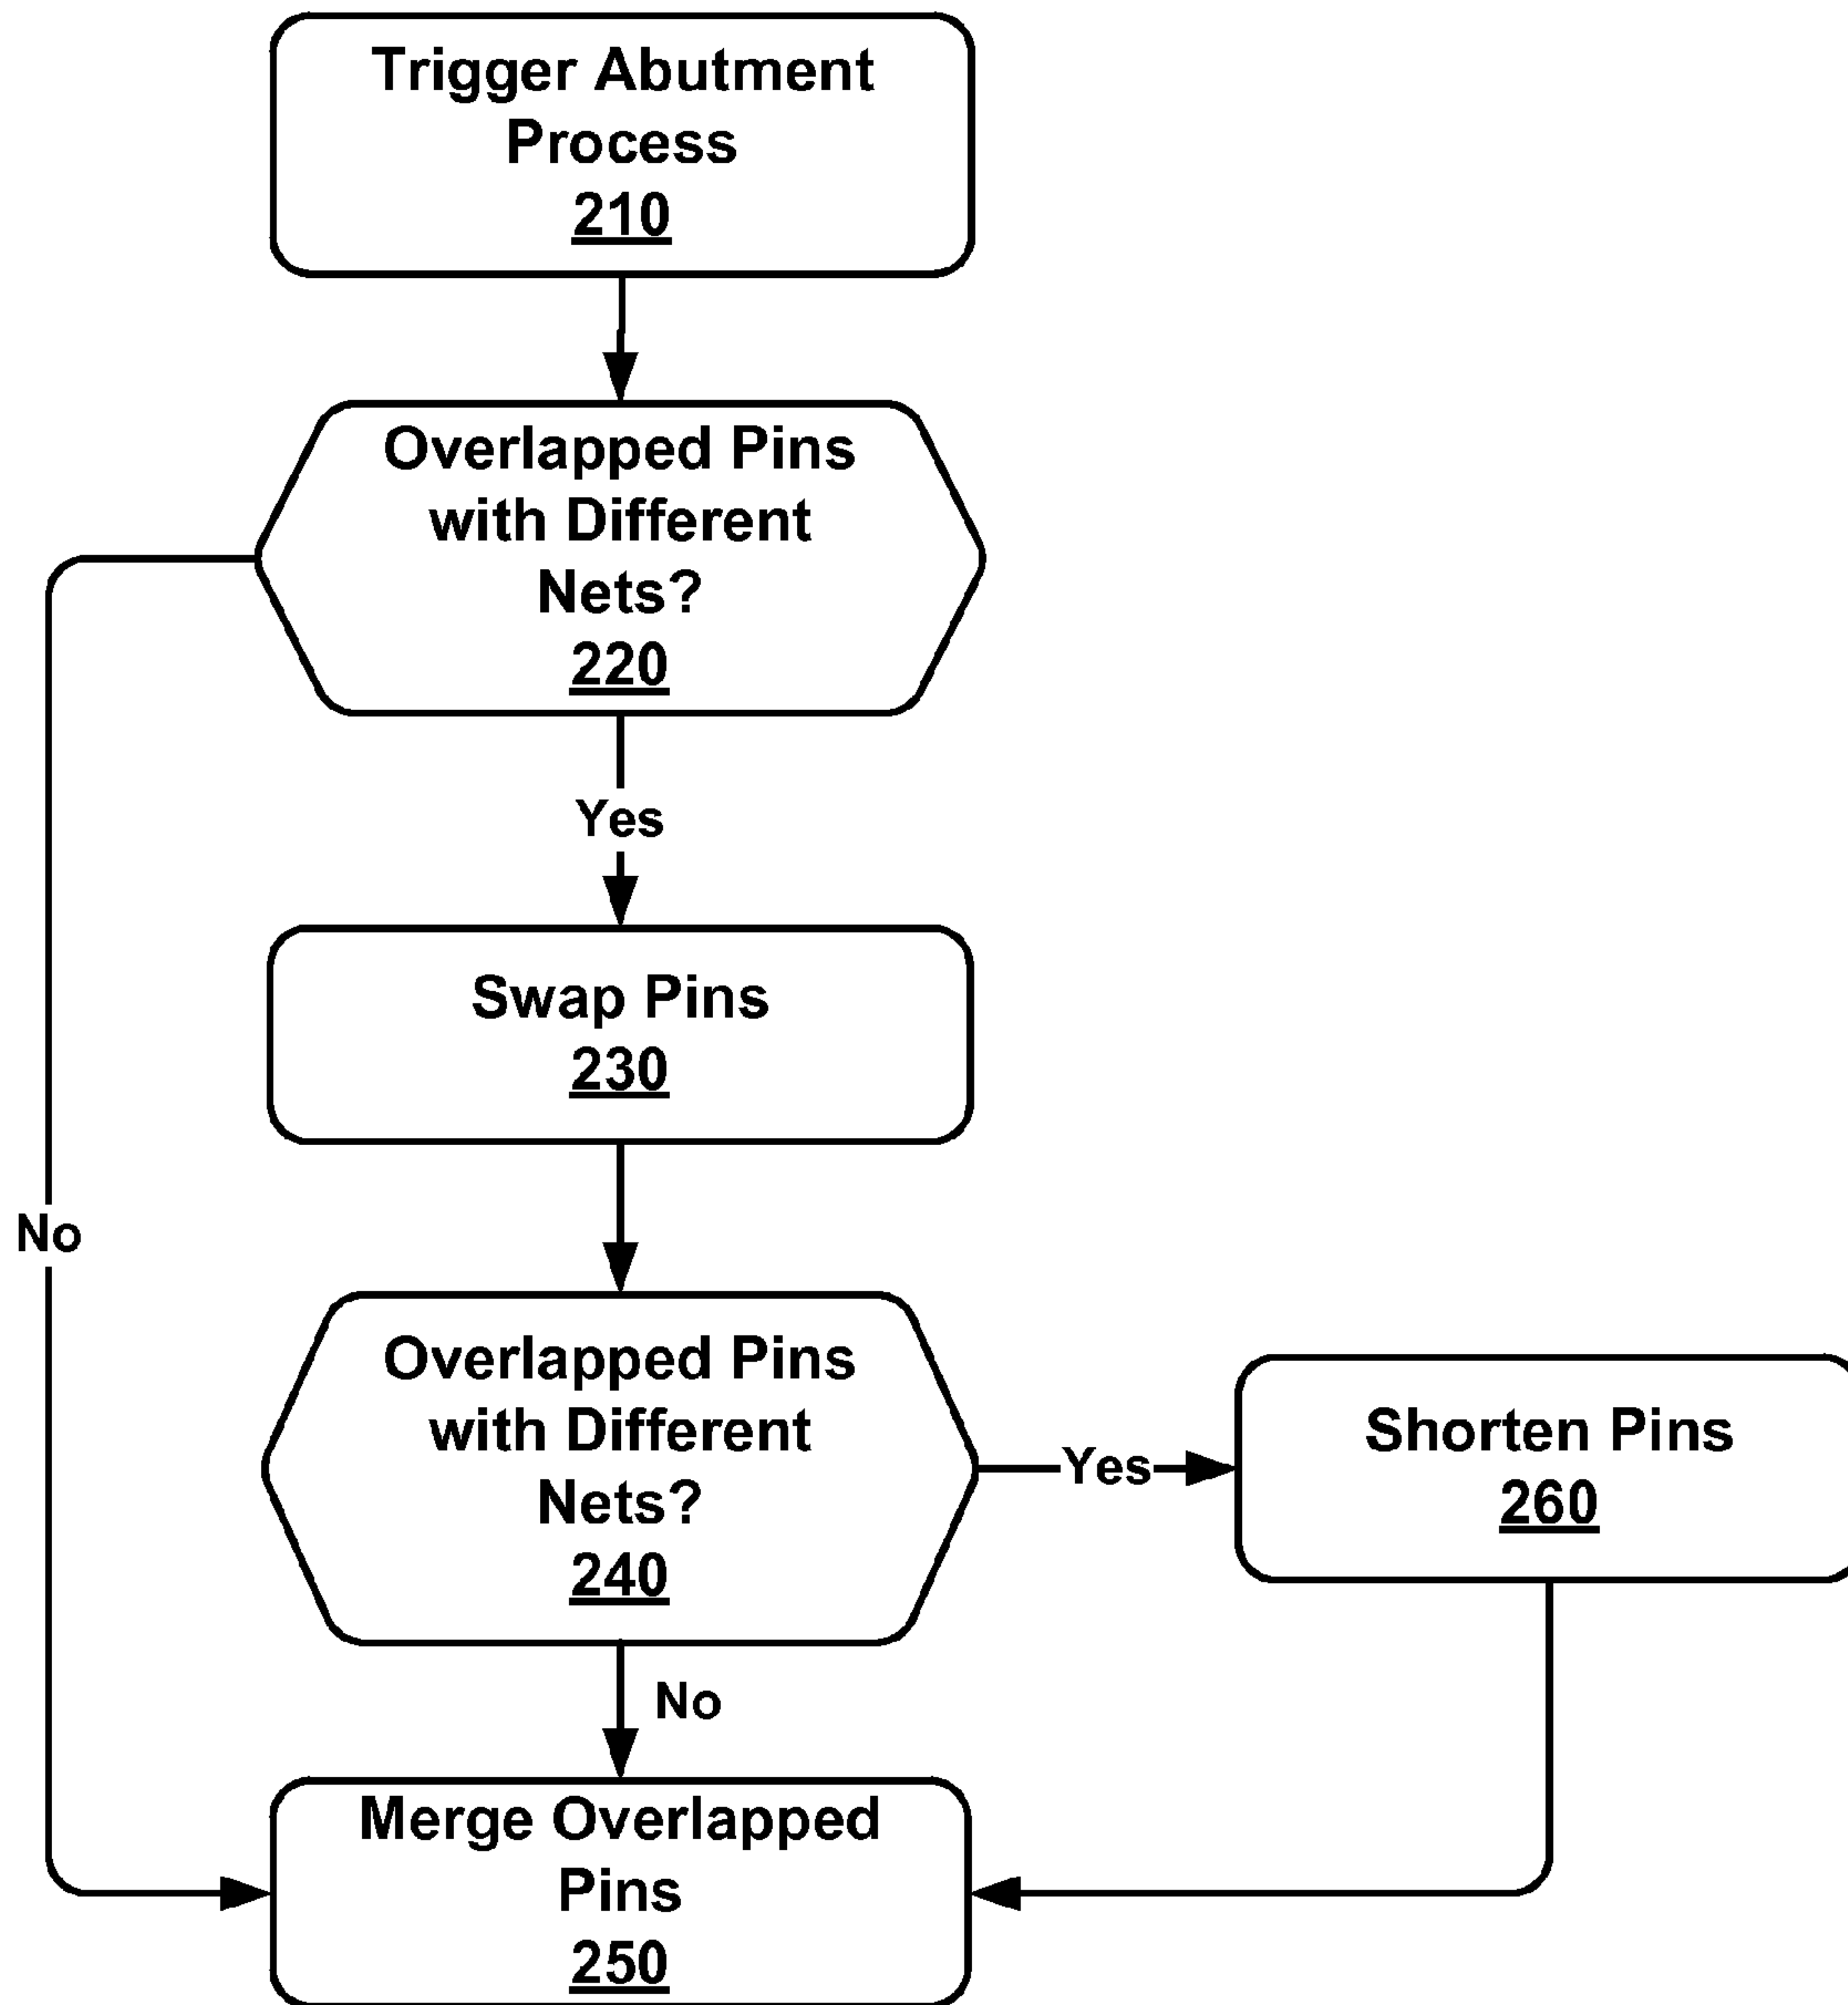 Trigger Abutment
Process
210
Overlapped Pins
with Different
Nets?
220
Yes
Swap Pins
230
No
Overlapped Pins
with Different
Nets?
240
Yes
Shorten Pins
260
No
Merge Overlapped
Pins
250